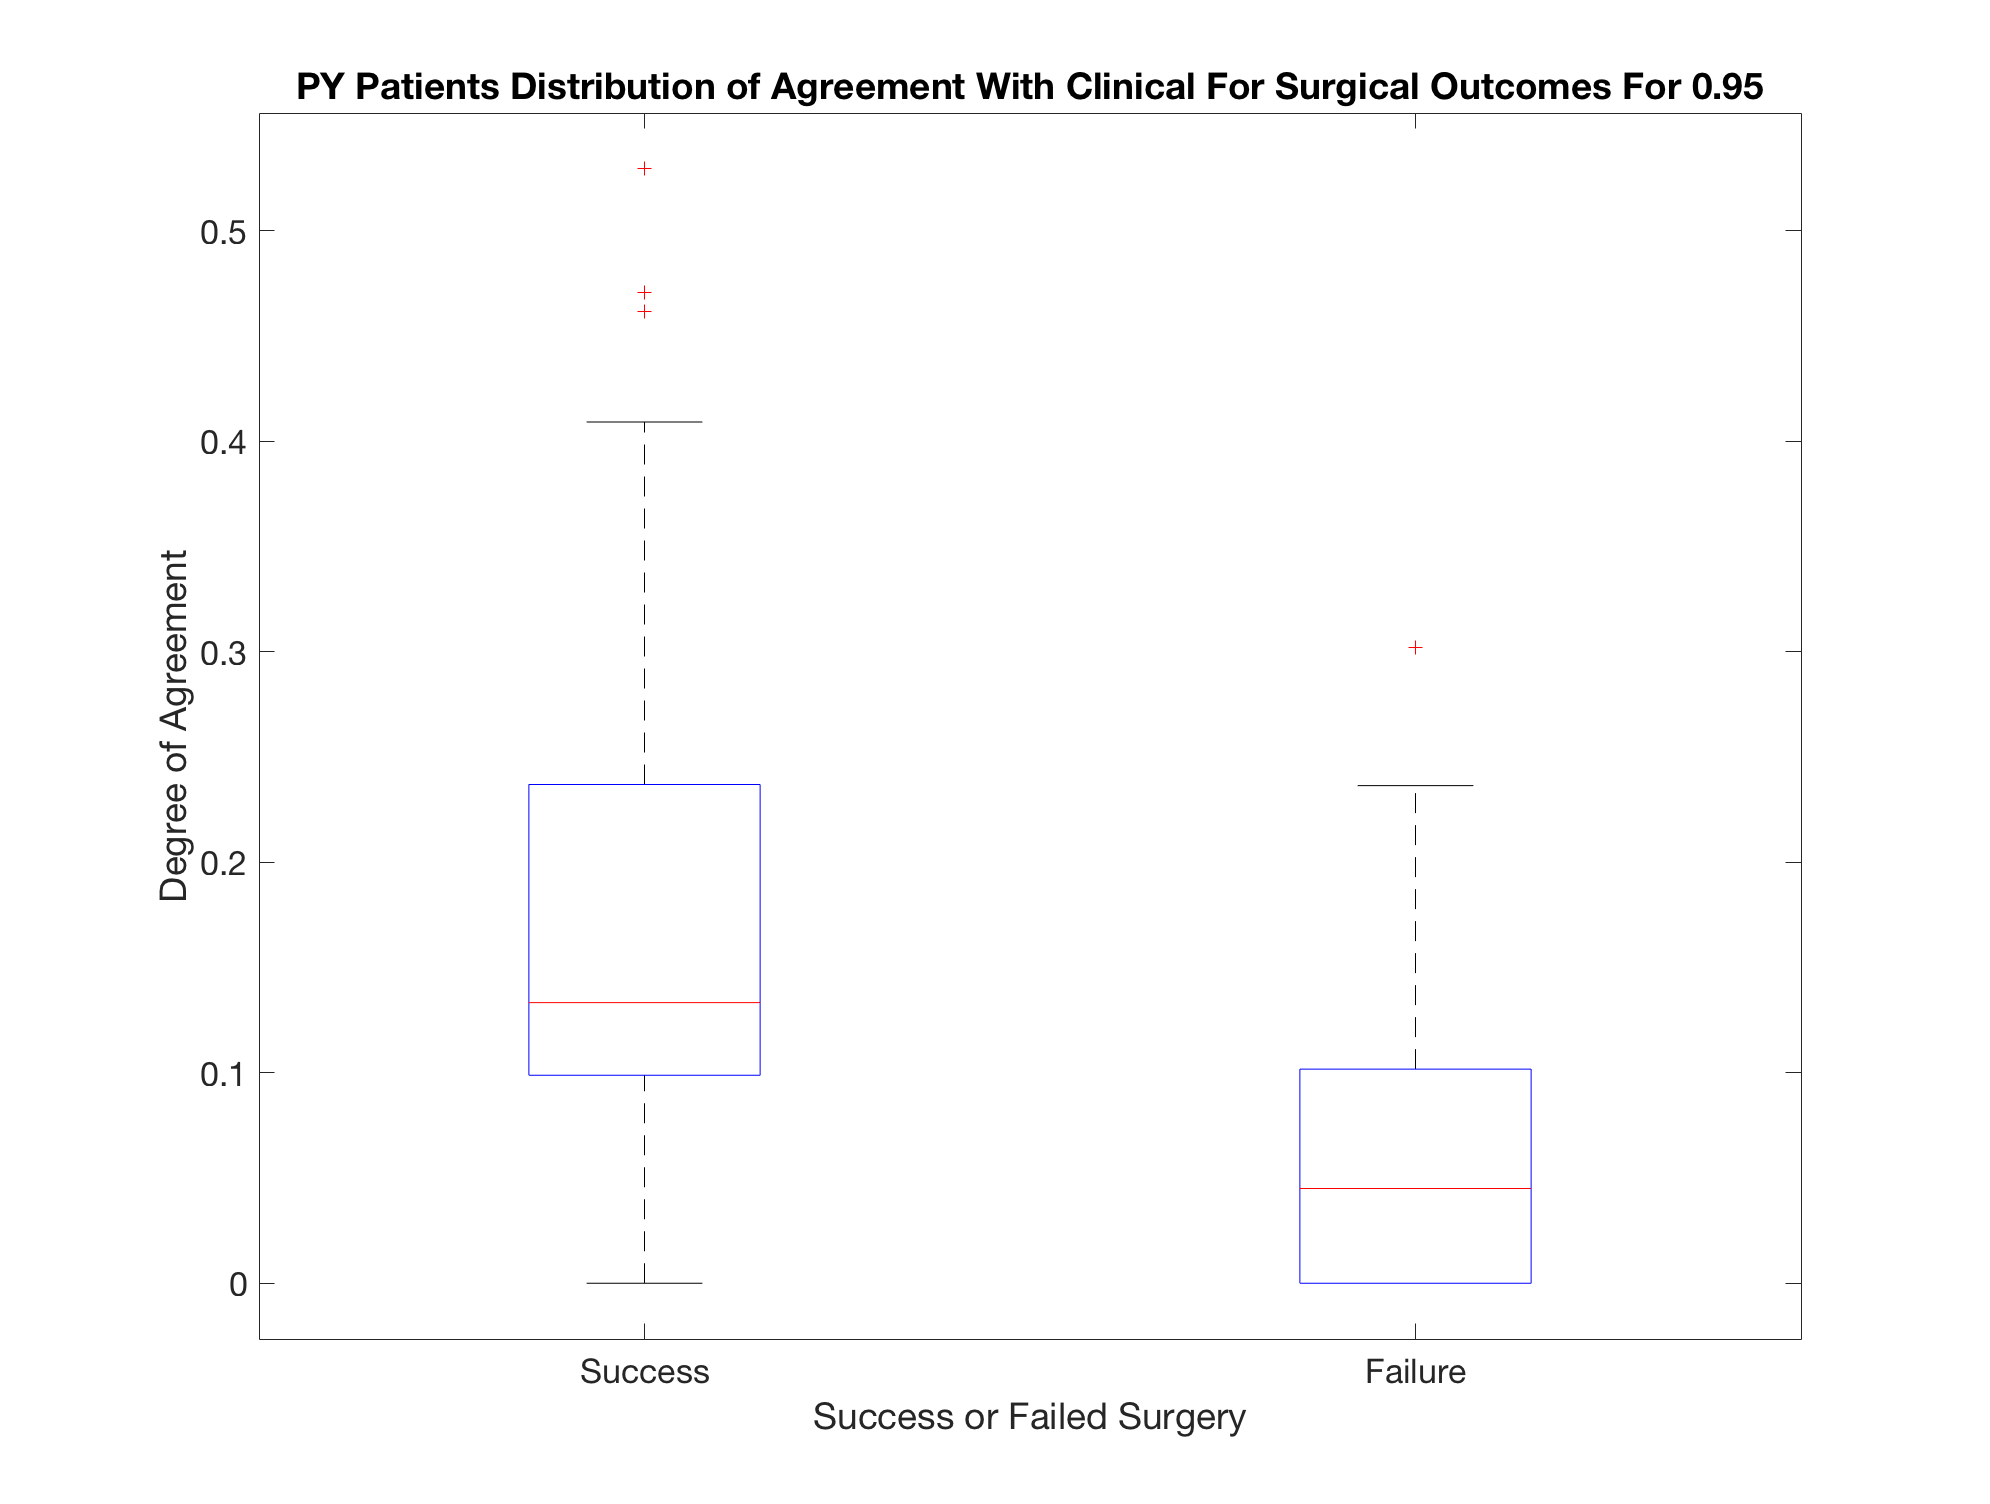 PY Patients Distribution of Agreement With Clinical For Surgical Outcomes For 0.95
Degree of Agreement
0.5
0.4
0.3
0.2
0.1
0
Success
Failure
Success or Failed Surgery